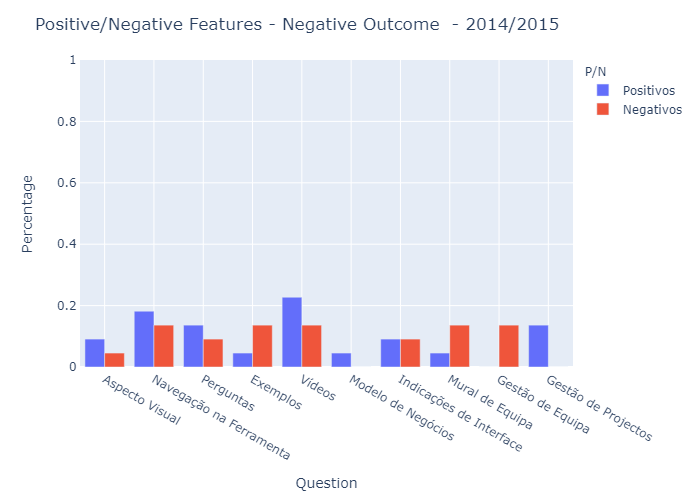 Positive/Negative Features - Negative Outcome  - 2014/2015
P/N
Positivos
Negativos
Percentage
1
0.8
0.6
0.4
0.2
0
Aspecto Visual
Navegação na Ferramenta
Perguntas
Exemplos
Vídeos
Modelo de Negócios
Indicações de Interface
Mural de Equipa
Gestão de Equipa
Gestão de Projectos
Question